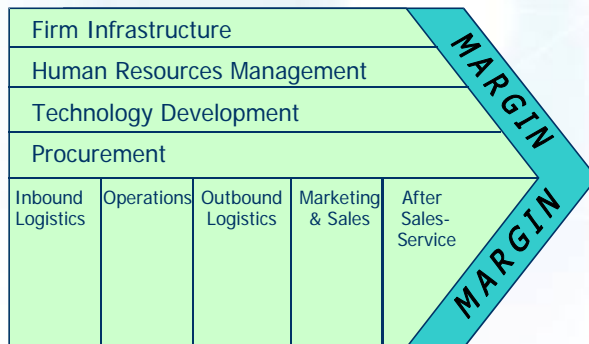 Firm Infrastructure
Human Resources Management
Technology Development
Procurement
MARGIN
Inbound
Logistics
Operations
Outbound
Logistics
Marketing
& Sales
After
Sales-
Service
MARGIN